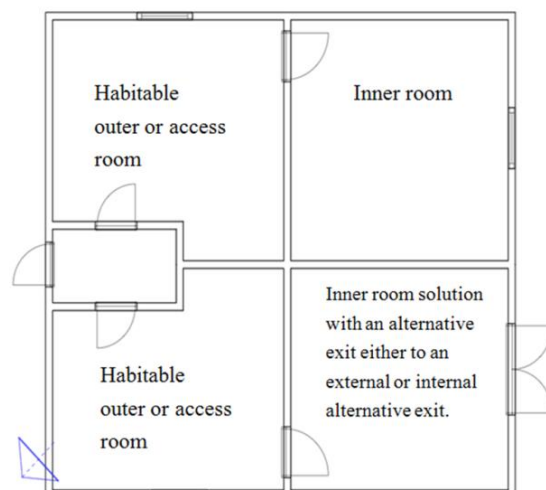 Habitable
outer or access
room
Inner room
Habitable
outer or access
room
Inner room solution
with an alternative
exit either to an
external or internal
alternative exit.